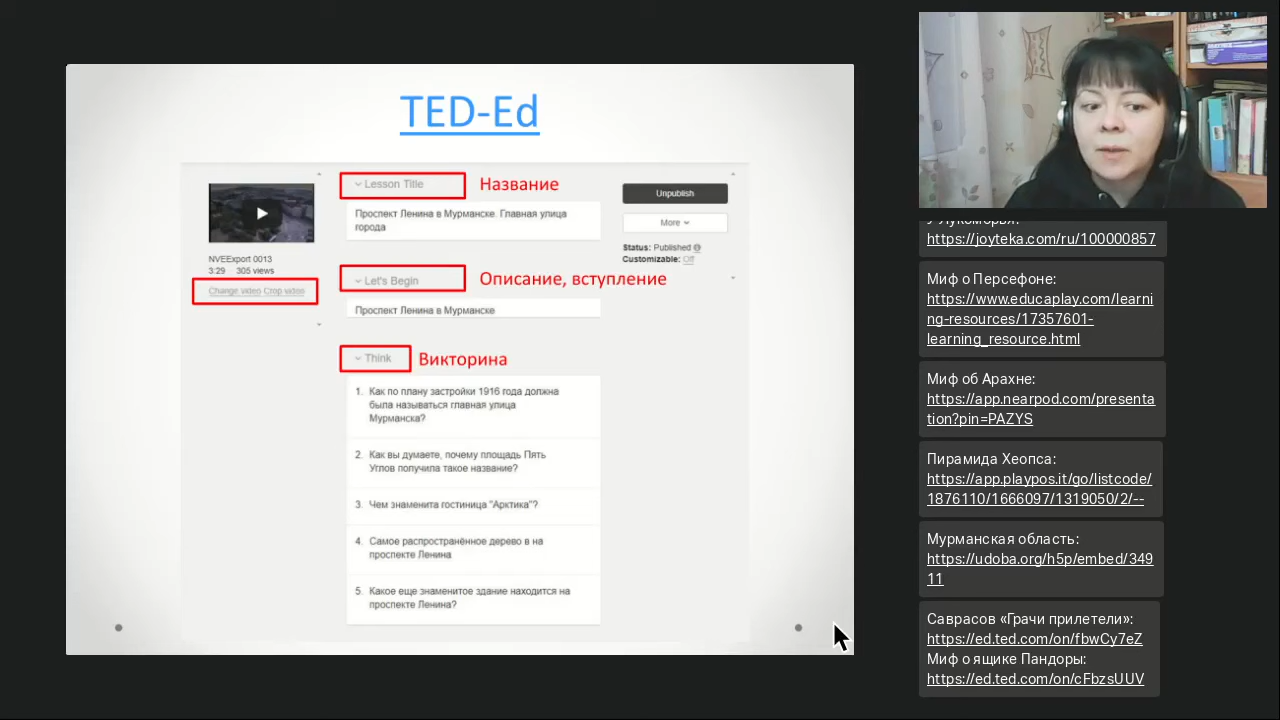 TED-Ed
Lesson Title
Название
Проспект Ленина в Мурманске. Главная улица
города
NVEExport 0013
3:29 305 views
Change video Crop video
Let's Begin
Описание, вступление
Проспект Ленина в Мурманске
Think
Викторина
1. Как по плану застройки 1916 года должна
была называться главная улица
Мурманска?
2. Как вы думаете, почему площадь Пять
Углов получила такое название?
3. Чем знаменита гостиница "Арктика"?
4. Самое распространённое дерево в на
проспекте Ленина
5. Какое еще знаменитое здание находится на
проспекте Ленина?
Unpublish
More
Status: Published
Customizable: Off
У Лукоморья:
https://joyteka.com/ru/100000857
Миф о Персефоне:
https://www.educaplay.com/learni
ng-resources/17357601-
learning_resource.html
Миф об Арахне:
https://app.nearpod.com/presenta
tion?pin=PAZYS
Пирамида Хеопса:
https://app.playpos.it/go/listcode/
1876110/1666097/1319050/2/--
Мурманская область:
https://udoba.org/h5p/embed/349
11
Саврасов «Грачи прилетели»:
https://ed.ted.com/on/fbwCy7eZ
Миф о ящике Пандоры:
https://ed.ted.com/on/cFbzsUUV